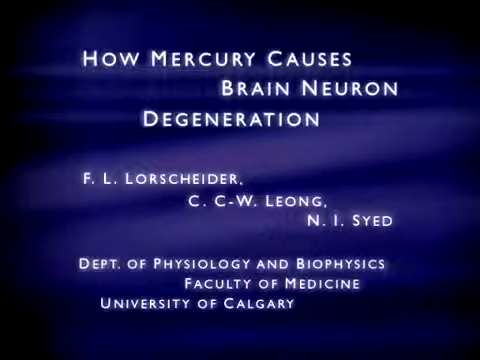 HOW MERCURY CAUSES
BRAIN NEURON
DEGENERATION
F. L. LORSCHEIDER,
C. C-W. LEONG,
N. I. SYED
DEPT. OF PHYSIOLOGY AND BIOPHYSICS
FACULTY OF MEDICINE
UNIVERSITY OF CALGARY